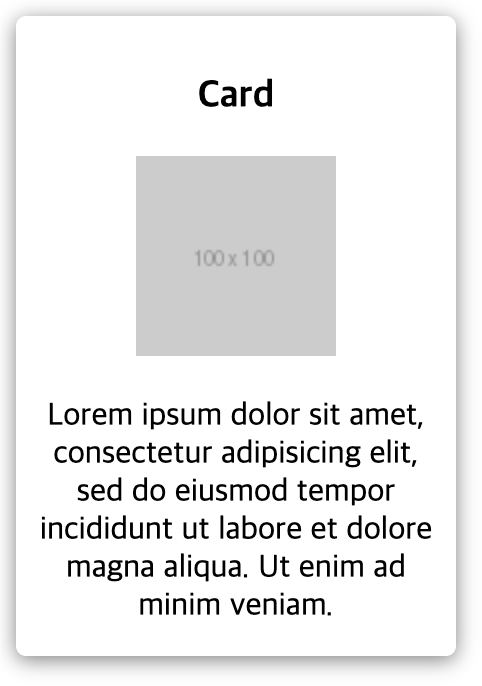 Card
100 x 100
Lorem ipsum dolor sit amet,
consectetur adipisicing elit,
sed do eiusmod tempor
incididunt ut labore et dolore
magna aliqua. Ut enim ad
minim veniam.